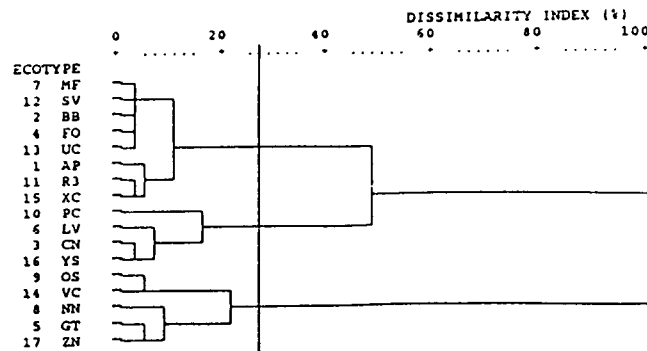 DISSIMILARITY INDEX (%)
0 20 40 60 80 100
ECOTYPE
7 MF
12 SV
2 BB
4 FO
13 UC
1 AP
11 R3
15 XC
10 PC
6 LV
3 CN
16 YS
9 OS
14 VC
8 NN
5 GT
17 ZN